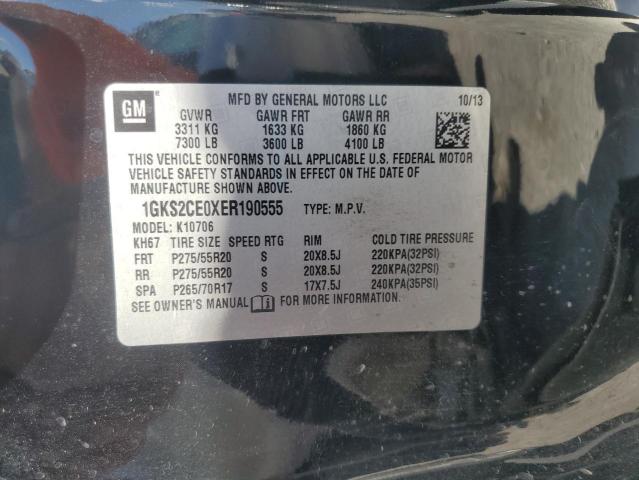 GM
MFD BY GENERAL MOTORS LLC 10/13
GVWR GAWR FRT GAWR RR
3311 KG 1633 KG 1860 KG
7300 LB 3600 LB 4100 LB
THIS VEHICLE CONFORMS TO ALL APPLICABLE U.S. FEDERAL MOTOR
VEHICLE SAFETY STANDARDS IN EFFECT ON THE DATE OF
MANUFACTURE SHOWN ABOVE.
1GKS2CE0XER190555 TYPE: M.P.V.
MODEL: K10706
KH67 TIRE SIZE SPEED RTG RIM COLD TIRE PRESSURE
FRT P275/55R20 S 20X8.5J 220KPA(32PSI)
RR P275/55R20 S 20X8.5J 220KPA(32PSI)
SPA P265/70R17 S 17X7.5J 240KPA(35PSI)
SEE OWNER'S MANUAL FOR MORE INFORMATION.